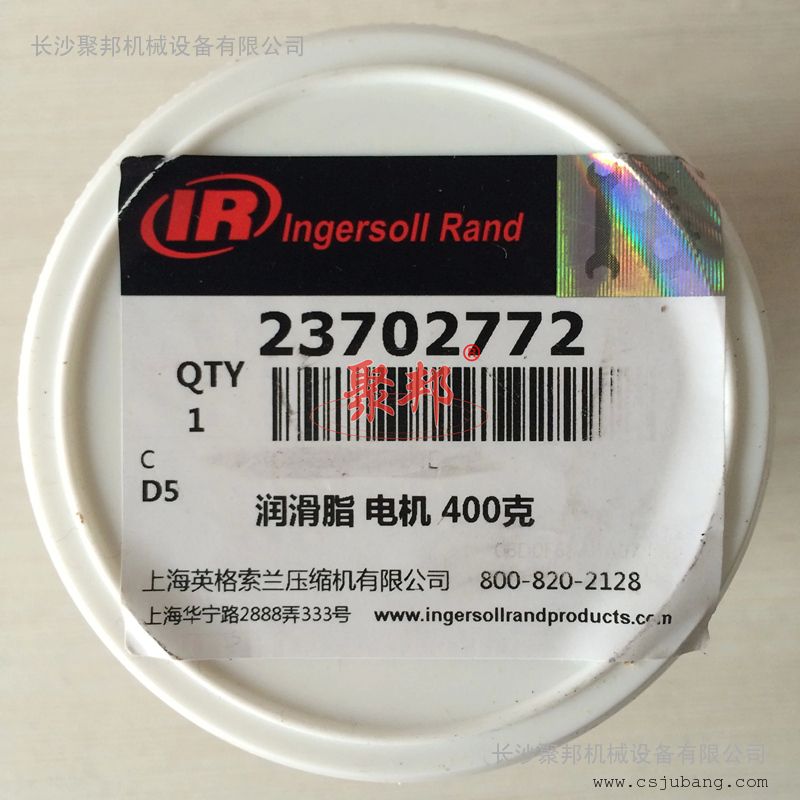 长沙聚邦机械设备有限公司
IR Ingersoll Rand
23702772
QTY
1
聚邦®
C
D5
润滑脂 电机 400克
上海英格索兰压缩机有限公司 800-820-2128
上海华宁路2888弄333号 www.ingersollrandproducts.com
长沙聚邦机械设备有限公司
www.csjubang.com